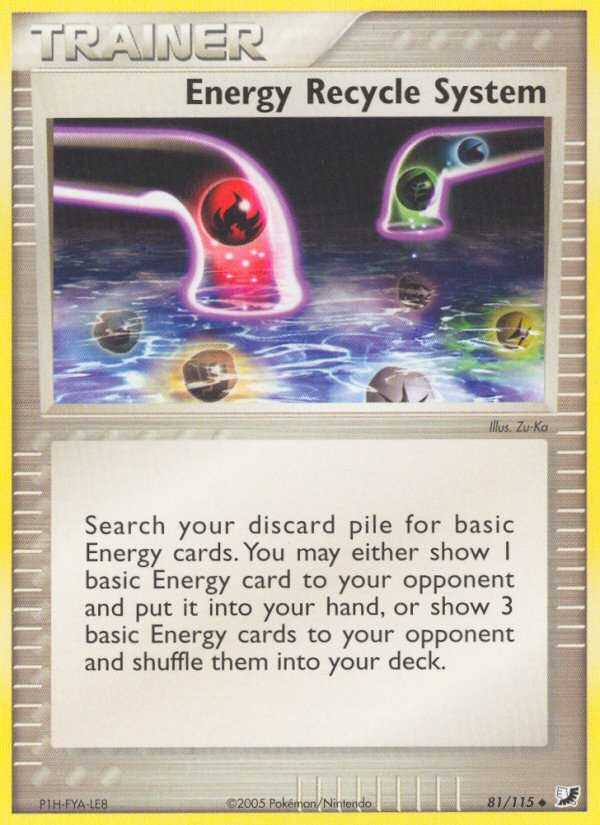 TRAINER
Energy Recycle System
Illus. Zu-Ka
Search your discard pile for basic
Energy cards. You may either show 1
basic Energy card to your opponent
and put it into your hand, or show 3
basic Energy cards to your opponent
and shuffle them into your deck.
P1H-FYA-LE8
©2005 Pokémon/Nintendo
81/115